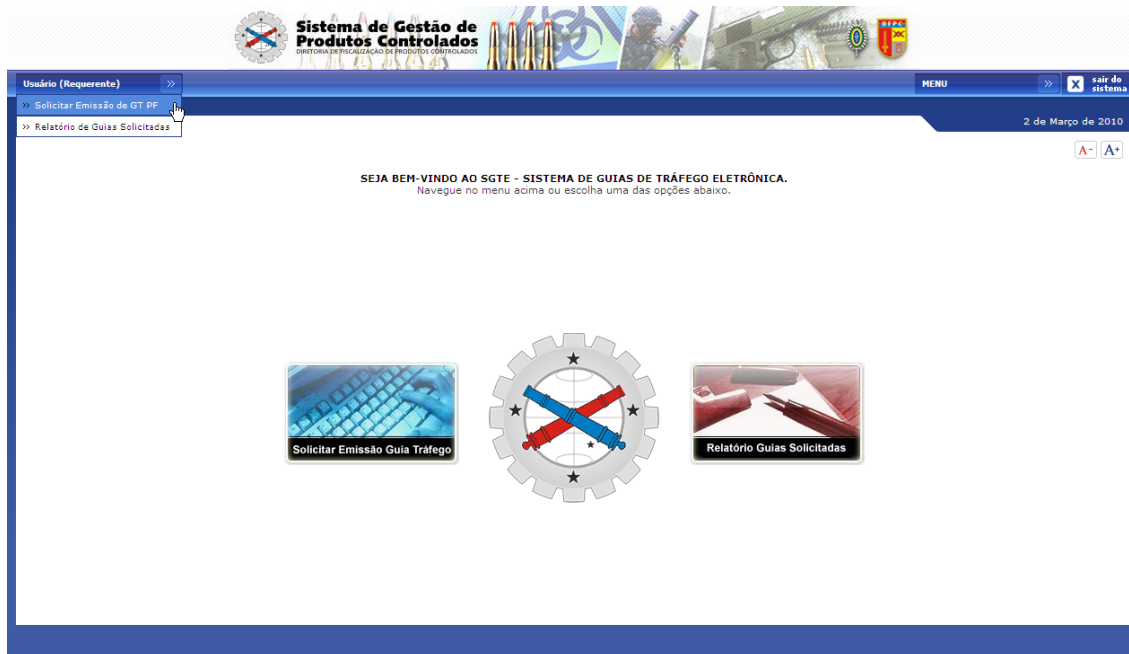 Sistema de Gestão de
Produtos Controlados
DIRETORIA DE FISCALIZAÇÃO DE PRODUTOS CONTROLADOS
DFPC
Usuário (Requerente) »
MENU »
X sair do
sistema
» Solicitar Emissão de GT PF
» Relatório de Guias Solicitadas
2 de Março de 2010
A- A+
SEJA BEM-VINDO AO SGTE - SISTEMA DE GUIAS DE TRÁFEGO ELETRÔNICA.
Navegue no menu acima ou escolha uma das opções abaixo.
Solicitar Emissão Guia Tráfego
Relatório Guias Solicitadas